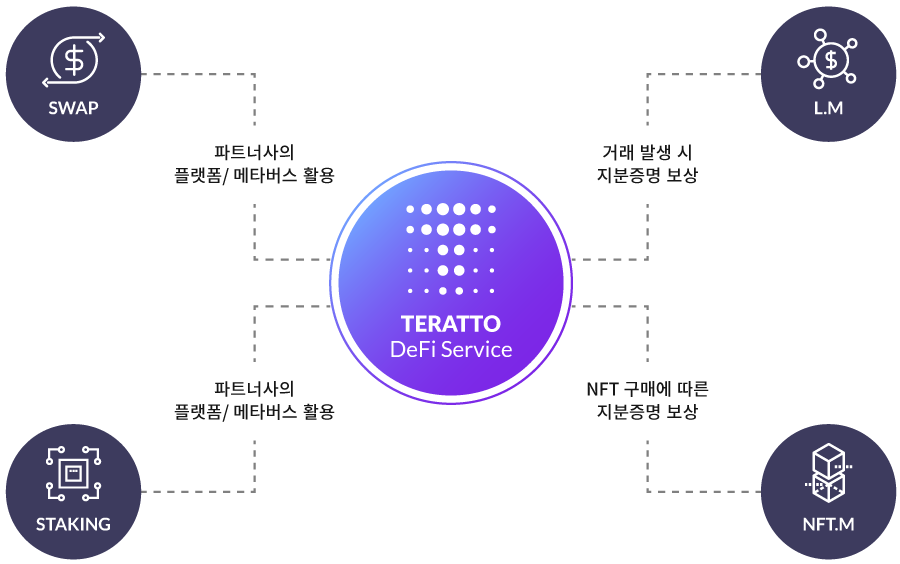 SWAP
L.M
파트너사의
플랫폼/ 메타버스 활용
거래 발생 시
지분증명 보상
TERATTO
DeFi Service
파트너사의
플랫폼/ 메타버스 활용
NFT 구매에 따른
지분증명 보상
STAKING
NFT.M